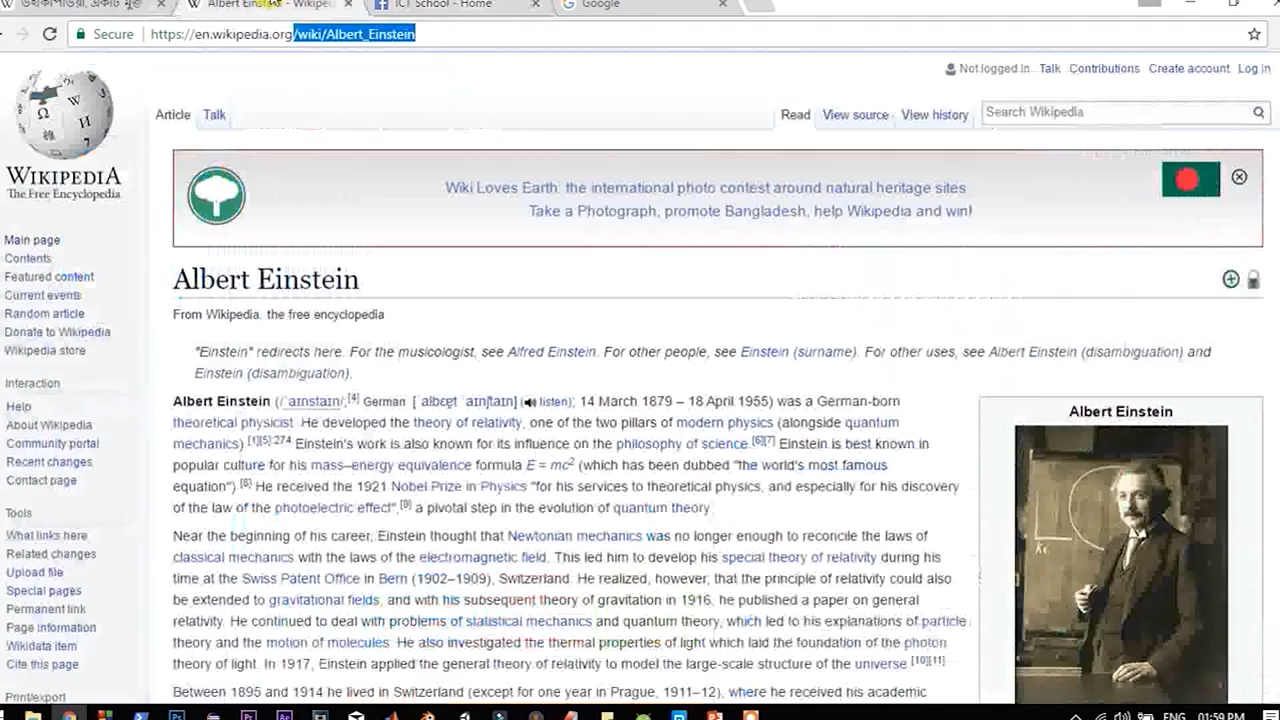 Albert Einstein - Wikipe
ICT School - Home
Google
Secure https://en.wikipedia.org/wiki/Albert_Einstein
Not logged in Talk Contributions Create account Log in
Article Talk Read View source View history Search Wikipedia
WIKIPEDIA
The Free Encyclopedia
Wiki Loves Earth: the international photo contest around natural heritage sites
Take a Photograph, promote Bangladesh, help Wikipedia and win!
Main page
Contents
Featured content
Current events
Random article
Donate to Wikipedia
Wikipedia store
Interaction
Help
About Wikipedia
Community portal
Recent changes
Contact page
Tools
What links here
Related changes
Upload file
Special pages
Permanent link
Page information
Wikidata item
Cite this page
Print/export
Albert Einstein
From Wikipedia, the free encyclopedia
"Einstein" redirects here. For the musicologist, see Alfred Einstein. For other people, see Einstein (surname). For other uses, see Albert Einstein (disambiguation) and
Einstein (disambiguation).
Albert Einstein (/ˈaɪnstaɪn/;[4] German: [ˈalbɛɐ̯t ˈaɪnʃtaɪn] (listen); 14 March 1879 – 18 April 1955) was a German-born
theoretical physicist. He developed the theory of relativity, one of the two pillars of modern physics (alongside quantum
mechanics).[1][5]:274 Einstein's work is also known for its influence on the philosophy of science.[6][7] Einstein is best known in
popular culture for his mass–energy equivalence formula E = mc² (which has been dubbed "the world's most famous
equation").[8] He received the 1921 Nobel Prize in Physics "for his services to theoretical physics, and especially for his discovery
of the law of the photoelectric effect",[9] a pivotal step in the evolution of quantum theory.
Near the beginning of his career, Einstein thought that Newtonian mechanics was no longer enough to reconcile the laws of
classical mechanics with the laws of the electromagnetic field. This led him to develop his special theory of relativity during his
time at the Swiss Patent Office in Bern (1902–1909), Switzerland. He realized, however, that the principle of relativity could also
be extended to gravitational fields, and with his subsequent theory of gravitation in 1916, he published a paper on general
relativity. He continued to deal with problems of statistical mechanics and quantum theory, which led to his explanations of particle
theory and the motion of molecules. He also investigated the thermal properties of light which laid the foundation of the photon
theory of light. In 1917, Einstein applied the general theory of relativity to model the large-scale structure of the universe.[10][11]
Between 1895 and 1914 he lived in Switzerland (except for one year in Prague, 1911–12), where he received his academic
Albert Einstein
ENG 01:59 PM